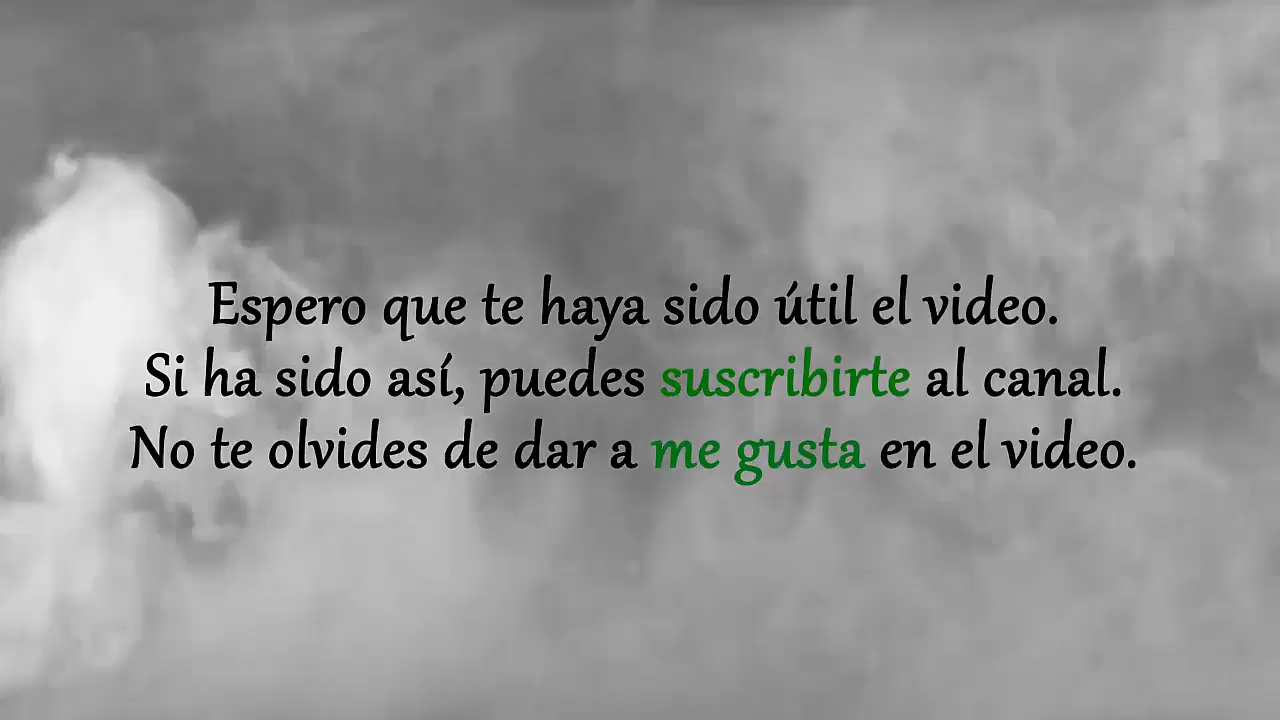 Espero que te haya sido útil el video.
Si ha sido así, puedes suscribirte al canal.
No te olvides de dar a me gusta en el video.